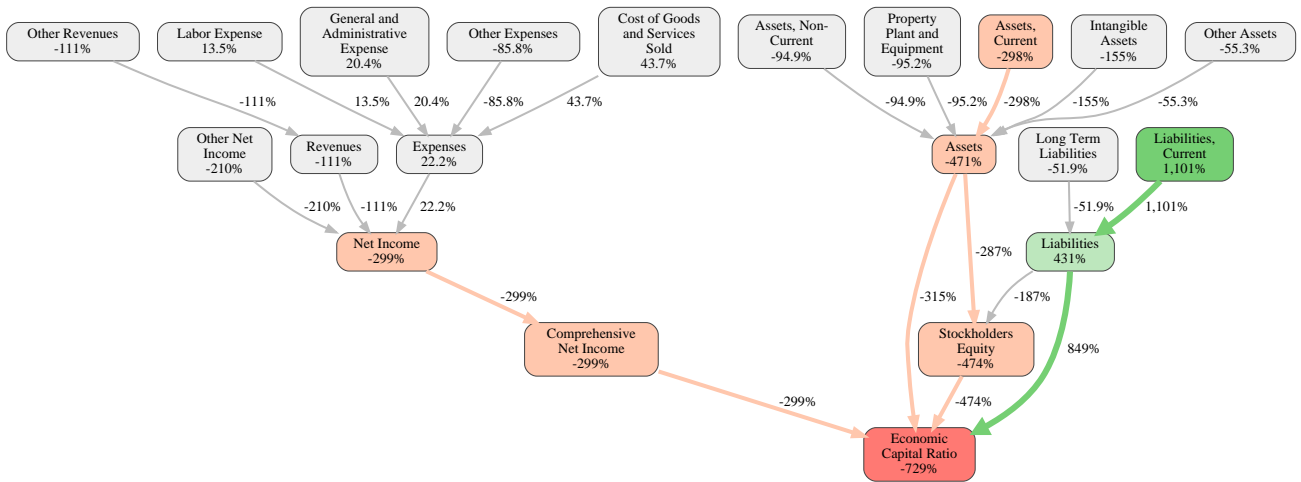 Other Revenues
-111%
Labor Expense
13.5%
General and
Administrative
Expense
20.4%
Other Expenses
-85.8%
Cost of Goods
and Services
Sold
43.7%
Assets, Non-
Current
-94.9%
Property
Plant and
Equipment
-95.2%
Assets,
Current
-298%
Intangible
Assets
-155%
Other Assets
-55.3%
-111%
13.5%
20.4%
-85.8%
43.7%
-94.9%
-95.2%
-298%
-155%
-55.3%
Other Net
Income
-210%
Revenues
-111%
Expenses
22.2%
Assets
-471%
Long Term
Liabilities
-51.9%
Liabilities,
Current
1,101%
-210%
-111%
22.2%
-51.9%
1,101%
Net Income
-299%
-287%
Liabilities
431%
-299%
-315%
-187%
Comprehensive
Net Income
-299%
Stockholders
Equity
-474%
849%
-299%
-474%
Economic
Capital Ratio
-729%